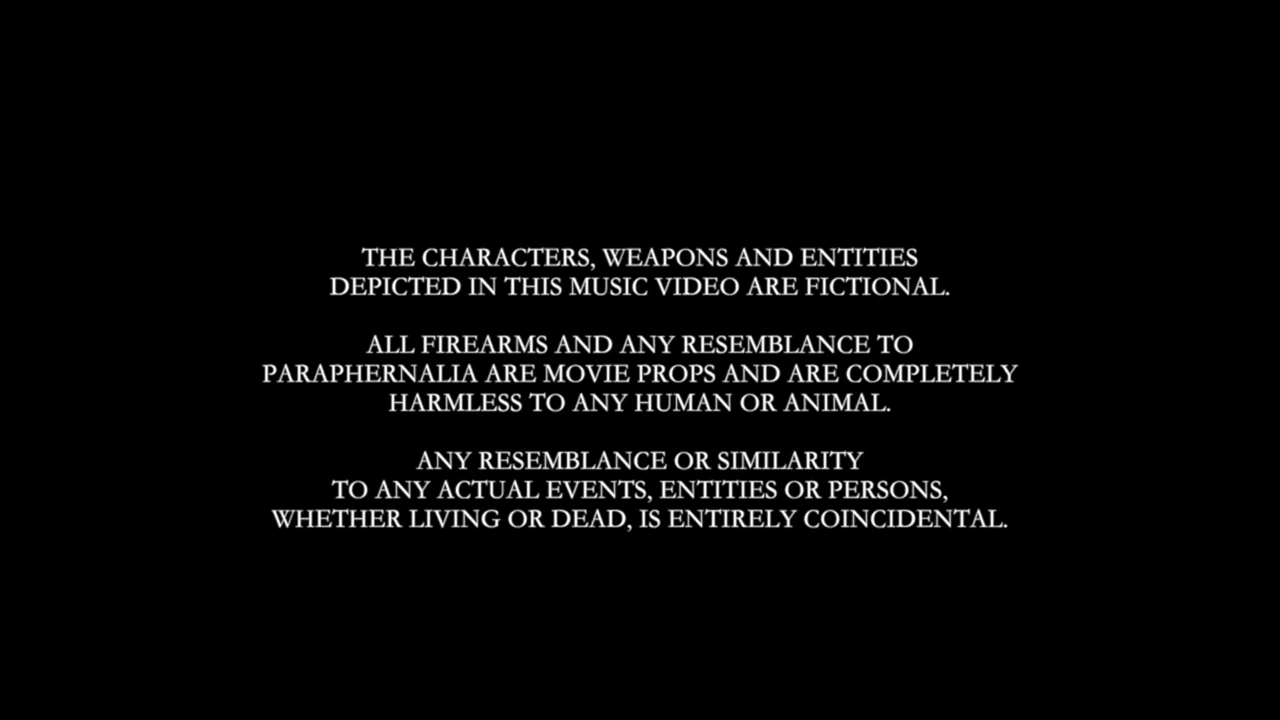 THE CHARACTERS, WEAPONS AND ENTITIES
DEPICTED IN THIS MUSIC VIDEO ARE FICTIONAL.
ALL FIREARMS AND ANY RESEMBLANCE TO
PARAPHERNALIA ARE MOVIE PROPS AND ARE COMPLETELY
HARMLESS TO ANY HUMAN OR ANIMAL.
ANY RESEMBLANCE OR SIMILARITY
TO ANY ACTUAL EVENTS, ENTITIES OR PERSONS,
WHETHER LIVING OR DEAD, IS ENTIRELY COINCIDENTAL.